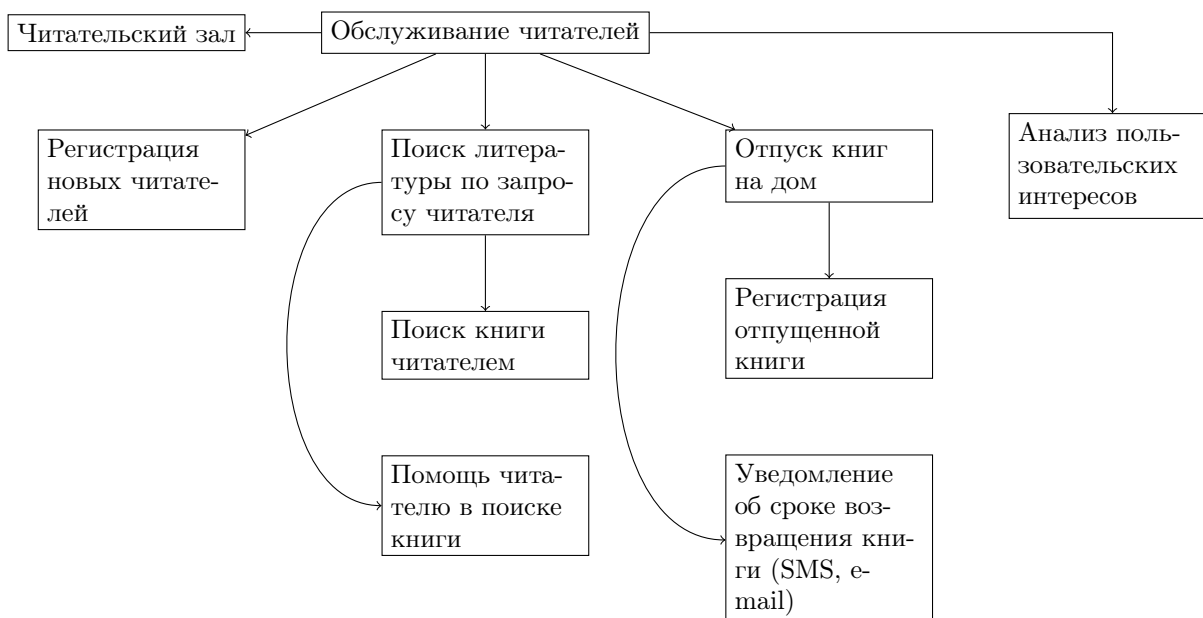 Читательский зал
Обслуживание читателей
Регистрация
новых читате-
лей
Поиск литера-
туры по запро-
су читателя
Отпуск книг
на дом
Анализ поль-
зовательских
интересов
Поиск книги
читателем
Регистрация
отпущенной
книги
Помощь чита-
телю в поиске
книги
Уведомление
об сроке воз-
вращения кни-
ги (SMS, e-
mail)